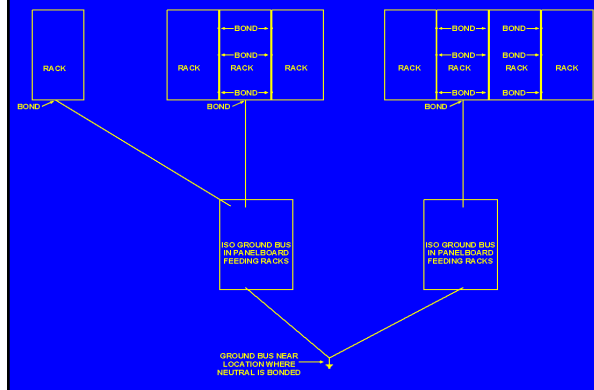 BOND
BOND
BOND
BOND
RACK
RACK
RACK
RACK
RACK
RACK
RACK
RACK
BOND
BOND
BOND
BOND
BOND
BOND
BOND
BOND
ISO GROUND BUS
IN PANELBOARD
FEEDING RACKS
ISO GROUND BUS
IN PANELBOARD
FEEDING RACKS
GROUND BUS NEAR
LOCATION WHERE
NEUTRAL IS BONDED